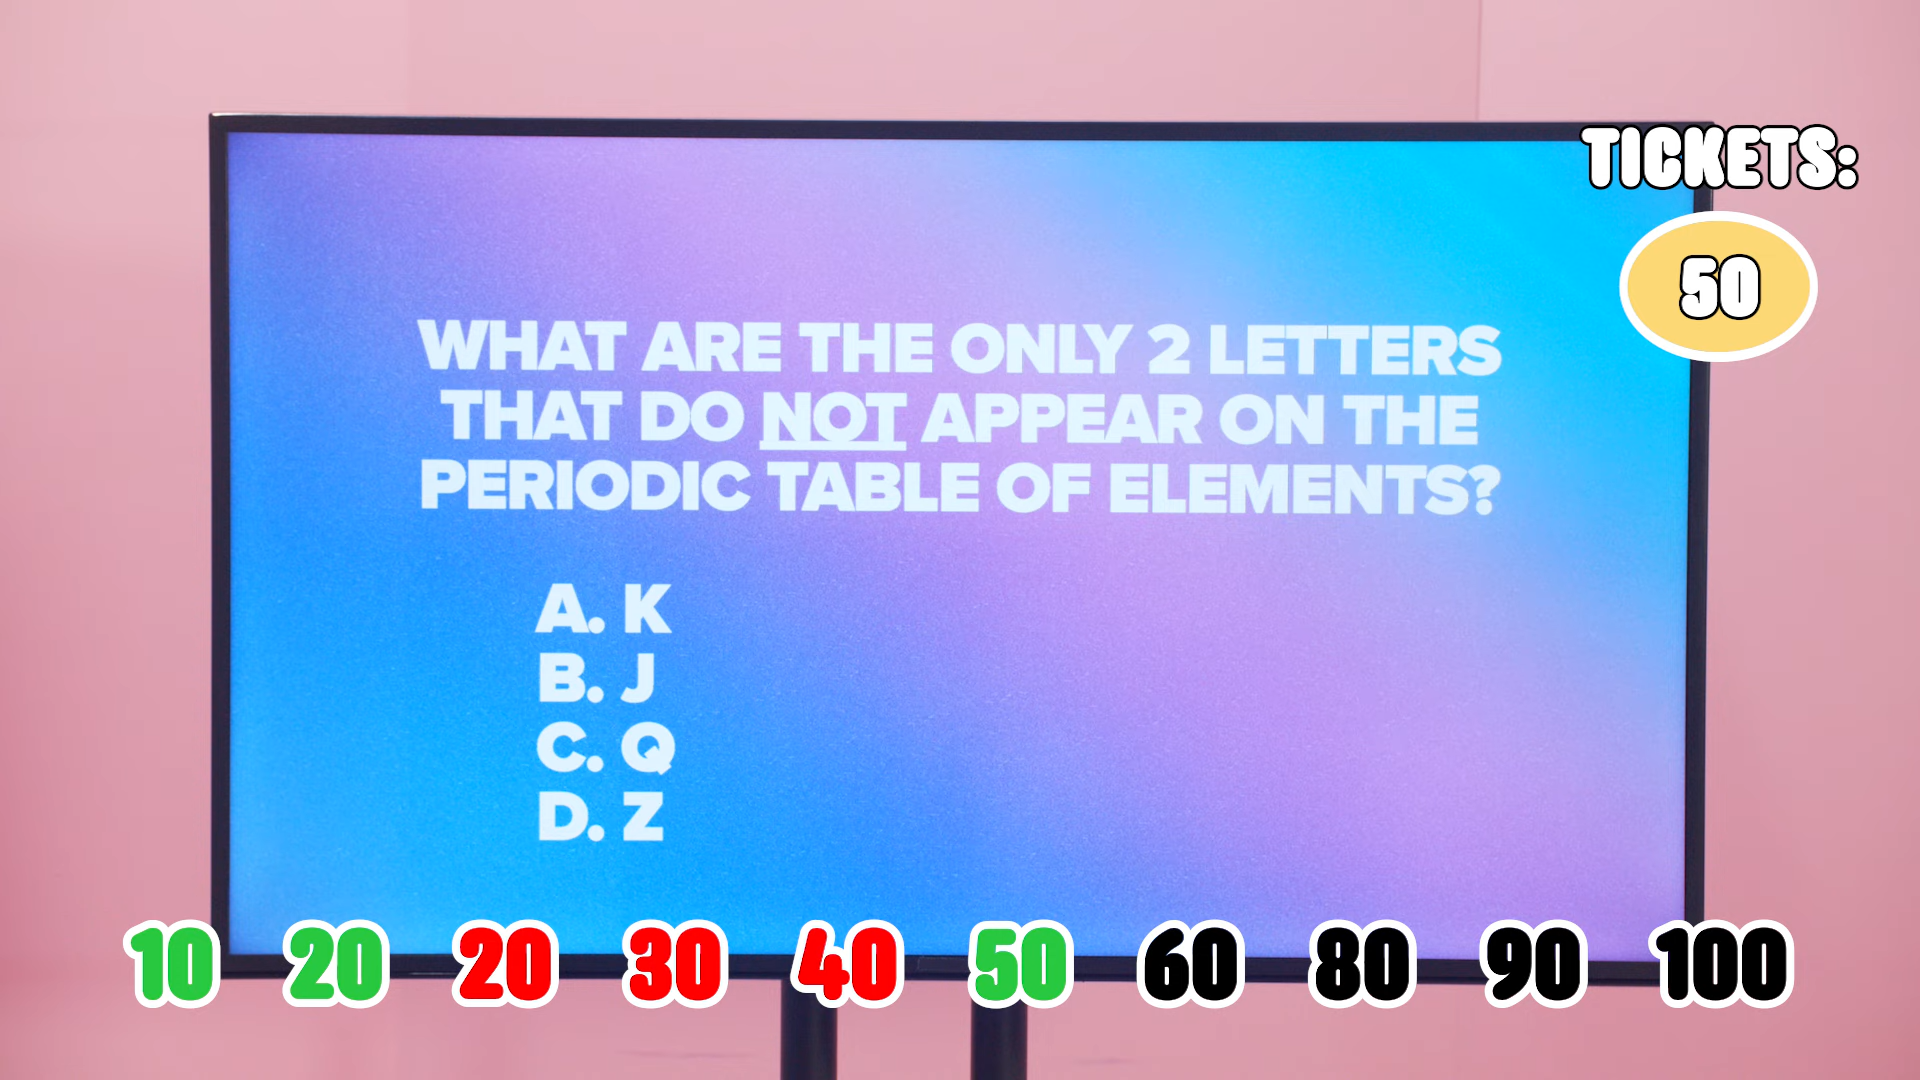 TICKETS:
50
WHAT ARE THE ONLY 2 LETTERS
THAT DO NOT APPEAR ON THE
PERIODIC TABLE OF ELEMENTS?
A. K
B. J
C. Q
D. Z
10 20 20 30 40 50 60 80 90 100